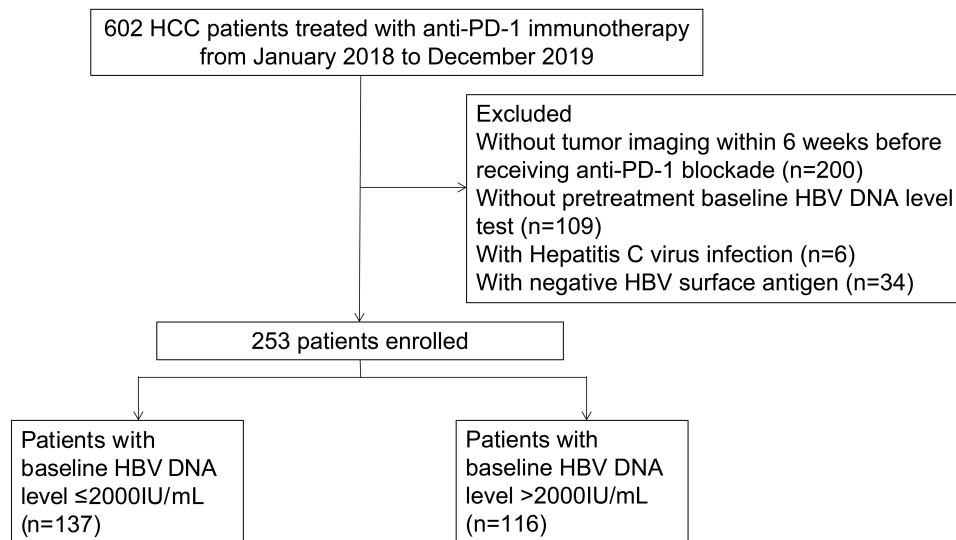 602 HCC patients treated with anti-PD-1 immunotherapy
from January 2018 to December 2019
Excluded
Without tumor imaging within 6 weeks before
receiving anti-PD-1 blockade (n=200)
Without pretreatment baseline HBV DNA level
test (n=109)
With Hepatitis C virus infection (n=6)
With negative HBV surface antigen (n=34)
253 patients enrolled
Patients with
baseline HBV DNA
level ≤2000IU/mL
(n=137)
Patients with
baseline HBV DNA
level >2000IU/mL
(n=116)